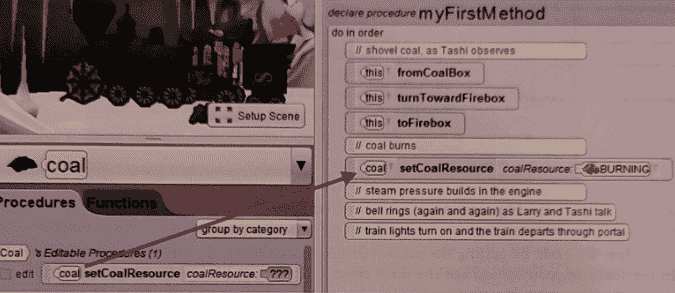 declare procedure myFirstMethod
do in order
// shovel coal, as Tashi observes
this fromCoalBox
this turnTowardFirebox
this toFirebox
// coal burns
coal setCoalResource coalResource: BURNING
// steam pressure builds in the engine
// bell rings (again and again) as Larry and Tashi talk
// train lights turn on and the train departs through portal
Setup Scene
coal
Procedures Functions
group by category
Coal 's Editable Procedures (1)
edit coal setCoalResource coalResource: ???